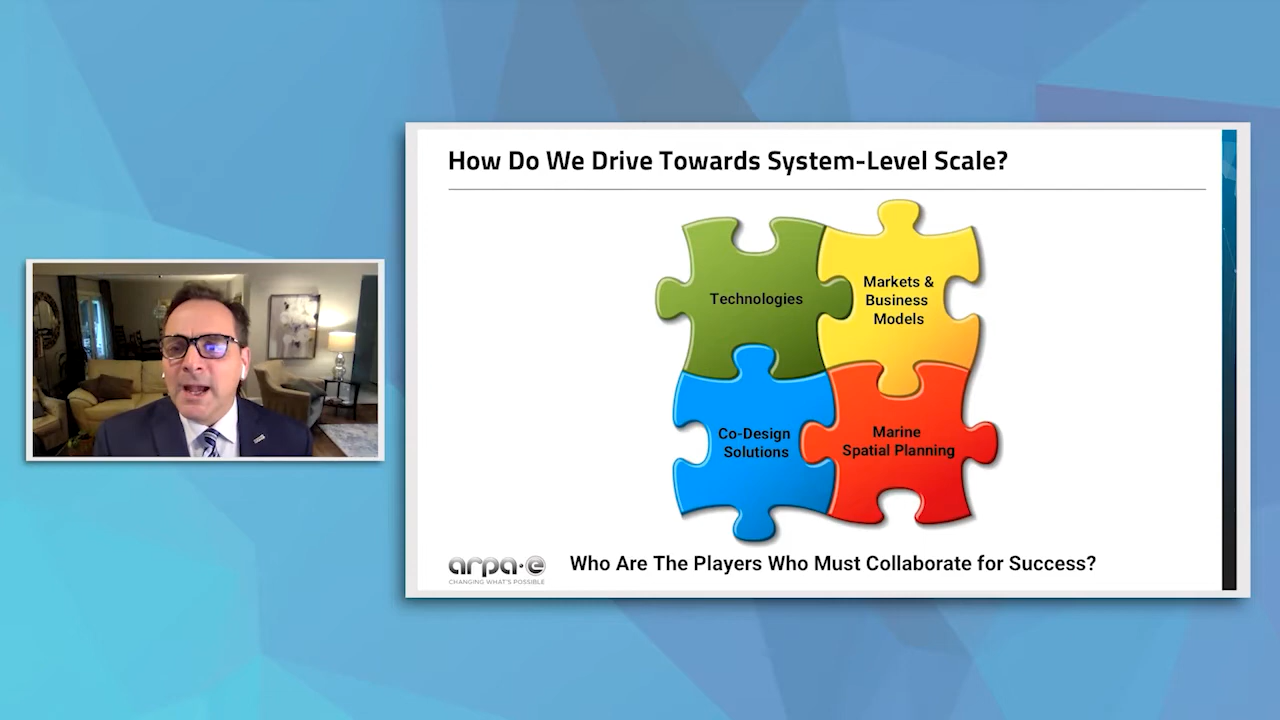 How Do We Drive Towards System-Level Scale?
Technologies
Markets &
Business
Models
Co-Design
Solutions
Marine
Spatial Planning
arpa·e
CHANGING WHAT'S POSSIBLE
Who Are The Players Who Must Collaborate for Success?